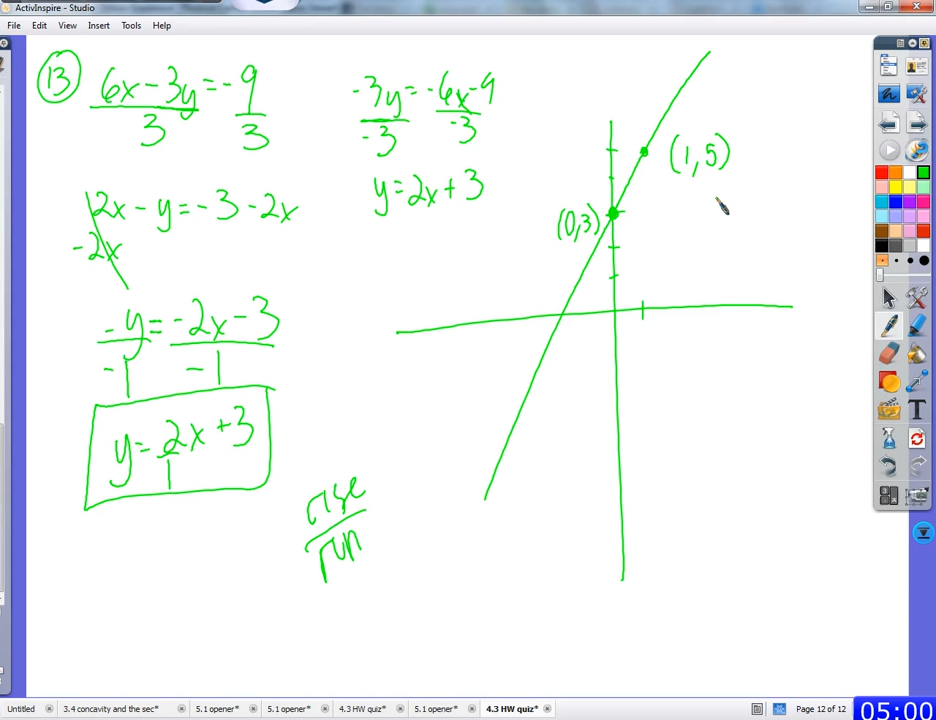 ActivInspire - Studio
File Edit View Insert Tools Help
13 6x - 3y = -9
3 3
2x - y = -3 - 2x
-2x
-y = -2x - 3
-1 -1
y = 2x + 3
1
-3y = -6x - 9
-3 -3
y = 2x + 3
rise
run
(1,5)
(0,3)
T
Untitled 3.4 concavity and the sec* 5.1 opener* 5.1 opener* 4.3 HW quiz* 5.1 opener* 4.3 HW quiz* Page 12 of 12
05:00